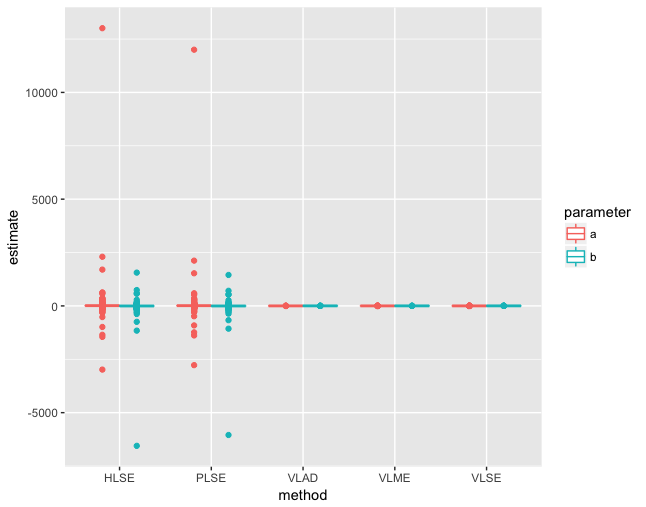 10000
5000
0
-5000
estimate
HLSE PLSE VLAD VLME VLSE
method
parameter
a
b